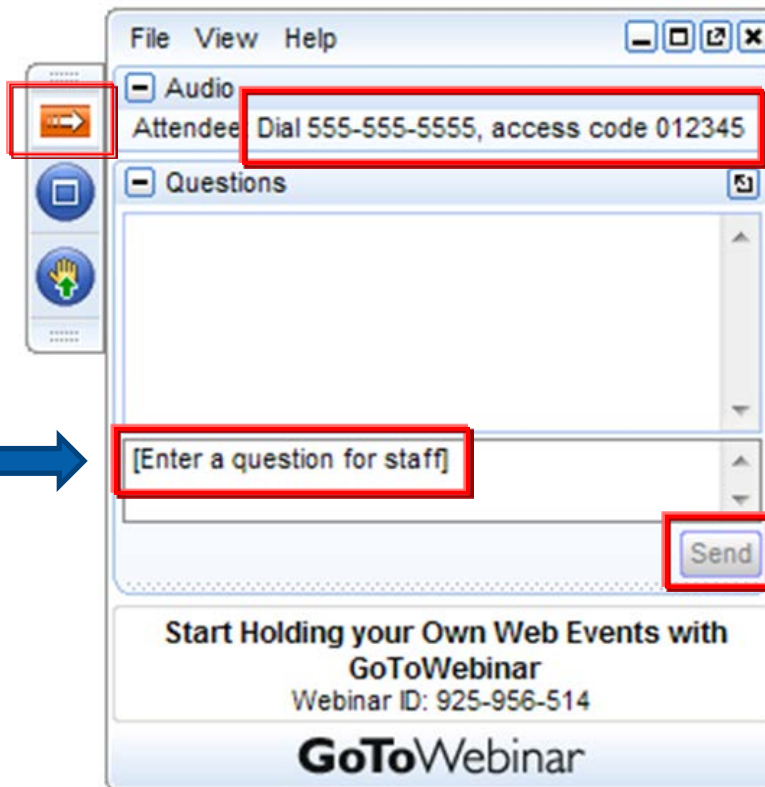 File View Help
Audio
Attendee: Dial 555-555-5555, access code 012345
Questions
[Enter a question for staff]
Send
Start Holding your Own Web Events with
GoToWebinar
Webinar ID: 925-956-514
GoToWebinar